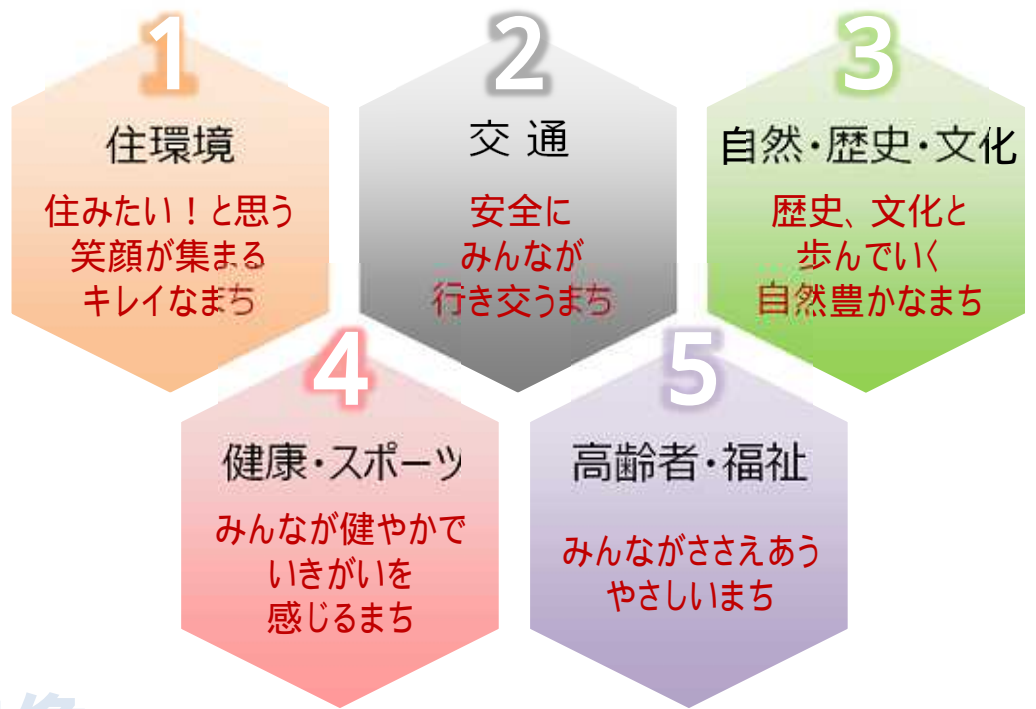 1
住環境
住みたい！と思う
笑顔が集まる
キレイなまち
2
交通
安全に
みんなが
行き交うまち
3
自然・歴史・文化
歴史、文化と
歩んでいく
自然豊かなまち
4
健康・スポーツ
みんなが健やかで
いきがいを
感じるまち
5
高齢者・福祉
みんながささえあう
やさしいまち